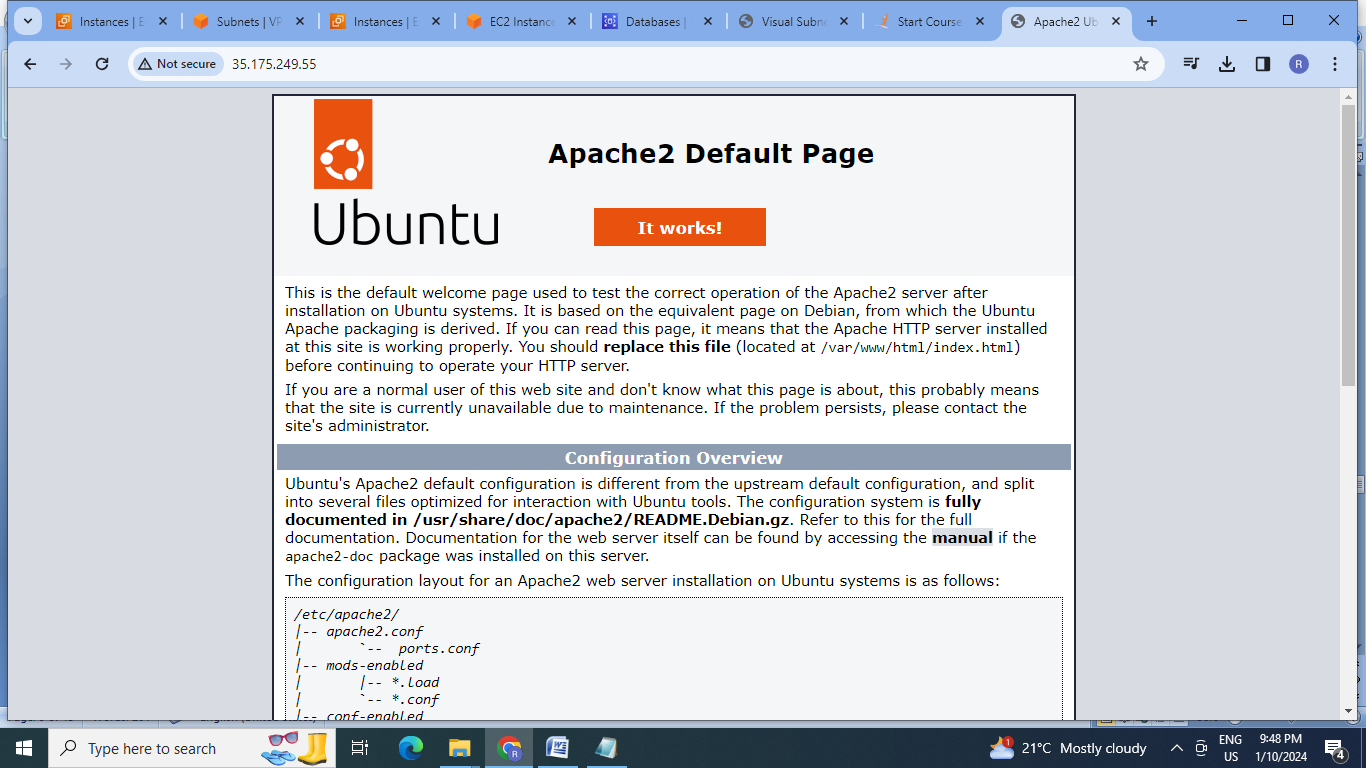 Instances | E
Subnets | VP
Instances | E
EC2 Instance
Databases |
Visual Subne
Start Course
Apache2 Ub
Not secure
35.175.249.55
R
Ubuntu
Apache2 Default Page
It works!
This is the default welcome page used to test the correct operation of the Apache2 server after
installation on Ubuntu systems. It is based on the equivalent page on Debian, from which the Ubuntu
Apache packaging is derived. If you can read this page, it means that the Apache HTTP server installed
at this site is working properly. You should replace this file (located at /var/www/html/index.html)
before continuing to operate your HTTP server.
If you are a normal user of this web site and don't know what this page is about, this probably means
that the site is currently unavailable due to maintenance. If the problem persists, please contact the
site's administrator.
Configuration Overview
Ubuntu's Apache2 default configuration is different from the upstream default configuration, and split
into several files optimized for interaction with Ubuntu tools. The configuration system is fully
documented in /usr/share/doc/apache2/README.Debian.gz. Refer to this for the full
documentation. Documentation for the web server itself can be found by accessing the manual if the
apache2-doc package was installed on this server.
The configuration layout for an Apache2 web server installation on Ubuntu systems is as follows:
/etc/apache2/
|-- apache2.conf
|       `--  ports.conf
|-- mods-enabled
|       |-- *.load
|       `-- *.conf
|-- conf-enabled
Type here to search
R
1
21°C Mostly cloudy
ENG
US
9:48 PM
1/10/2024
4